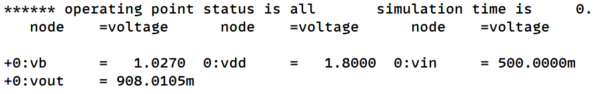 ****** operating point status is all simulation time is 0.
node =voltage node =voltage node =voltage
+0:vb = 1.0270 0:vdd = 1.8000 0:vin = 500.0000m
+0:vout = 908.0105m